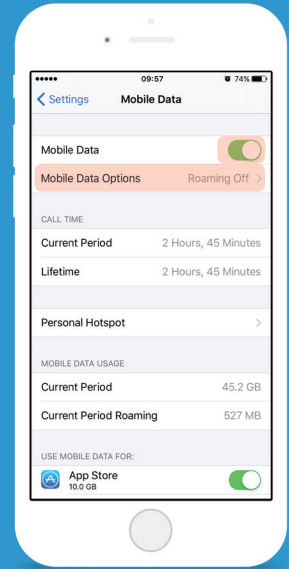 09:57 74%
Settings Mobile Data
Mobile Data
Mobile Data Options Roaming Off
CALL TIME
Current Period 2 Hours, 45 Minutes
Lifetime 2 Hours, 45 Minutes
Personal Hotspot
MOBILE DATA USAGE
Current Period 45.2 GB
Current Period Roaming 527 MB
USE MOBILE DATA FOR:
App Store
10.0 GB